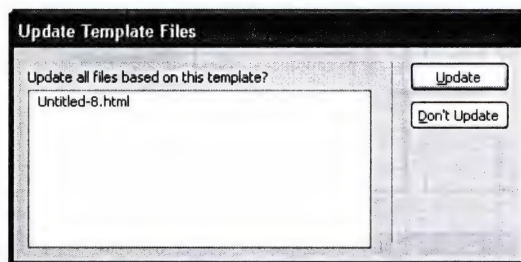 Update Template Files
Update all files based on this template?
Untitled-8.html
Update
Don't Update